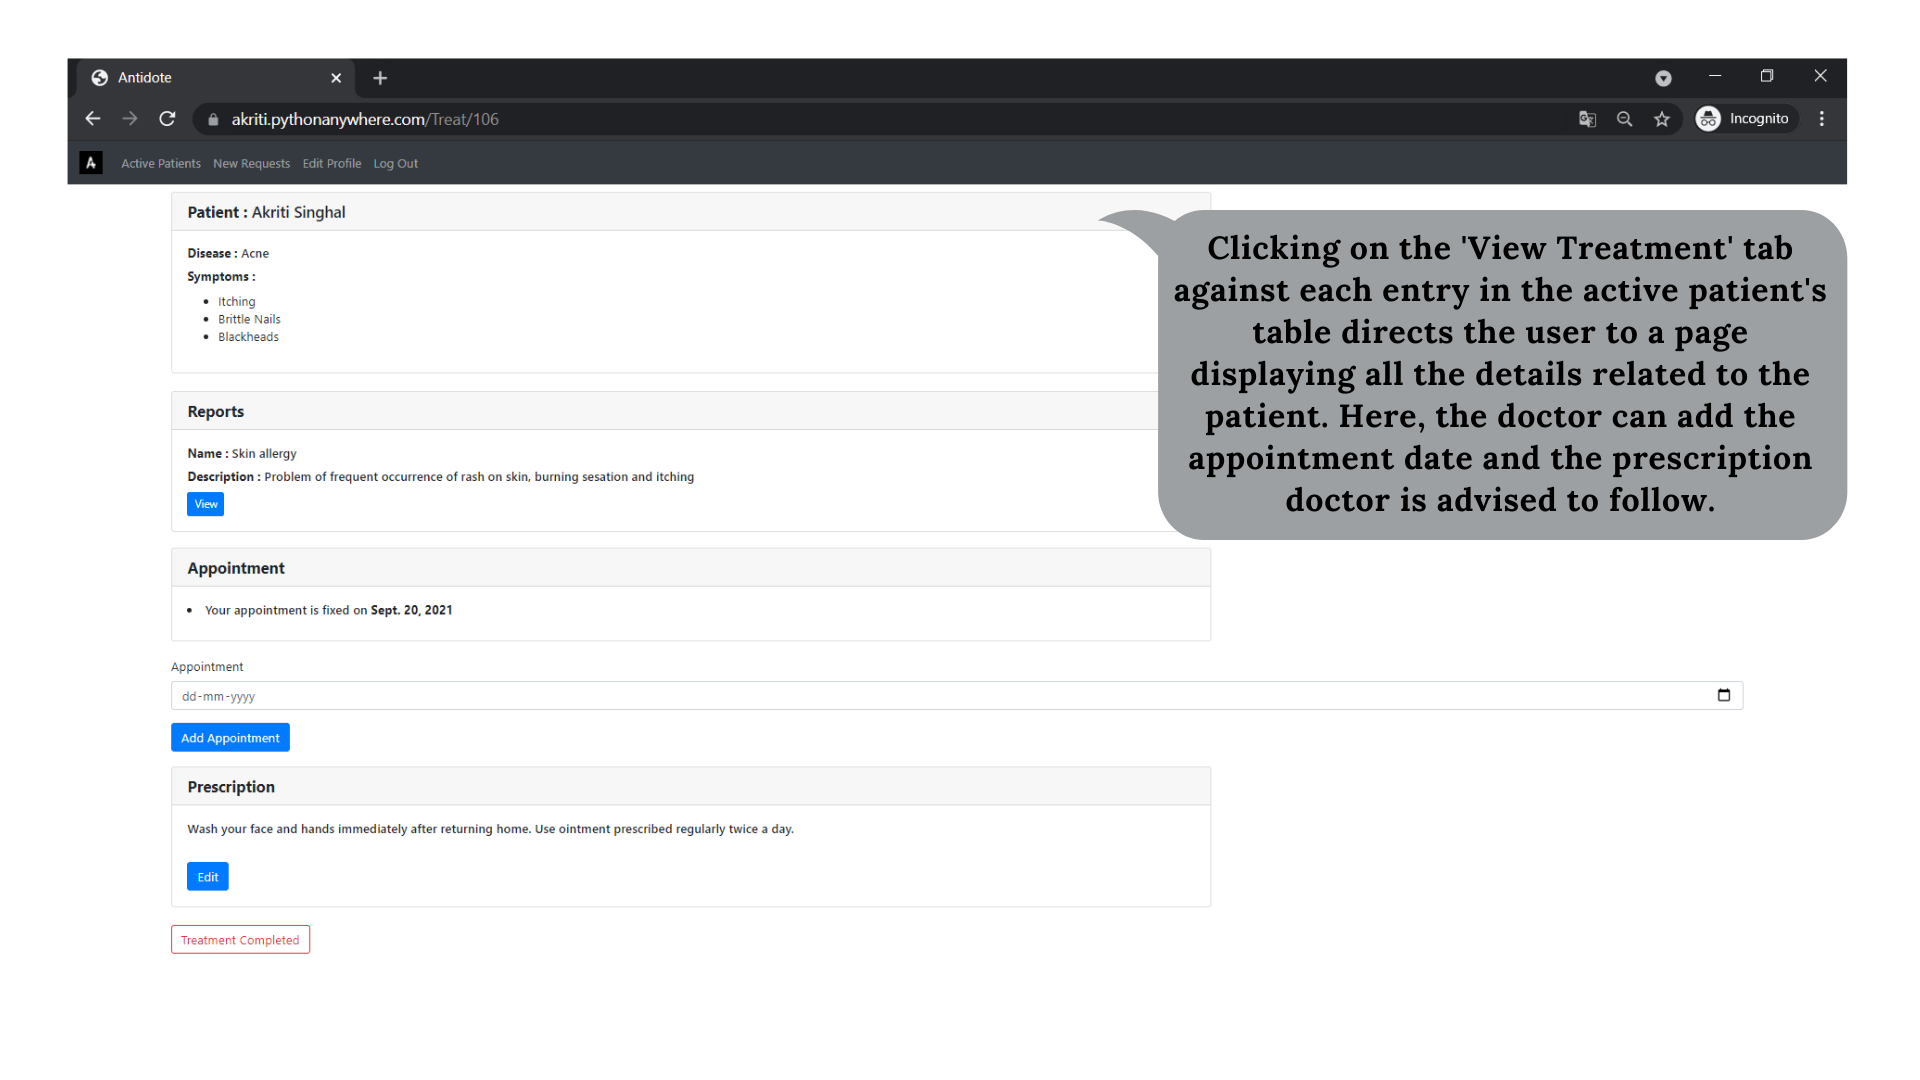 Antidote
akriti.pythonanywhere.com/Treat/106
Incognito
A Active Patients New Requests Edit Profile Log Out
Patient : Akriti Singhal
Disease : Acne
Symptoms :
Itching
Brittle Nails
Blackheads
Clicking on the 'View Treatment' tab
against each entry in the active patient's
table directs the user to a page
displaying all the details related to the
patient. Here, the doctor can add the
appointment date and the prescription
doctor is advised to follow.
Reports
Name : Skin allergy
Description : Problem of frequent occurrence of rash on skin, burning sesation and itching
View
Appointment
Your appointment is fixed on Sept. 20, 2021
Appointment
dd-mm-yyyy
Add Appointment
Prescription
Wash your face and hands immediately after returning home. Use ointment prescribed regularly twice a day.
Edit
Treatment Completed